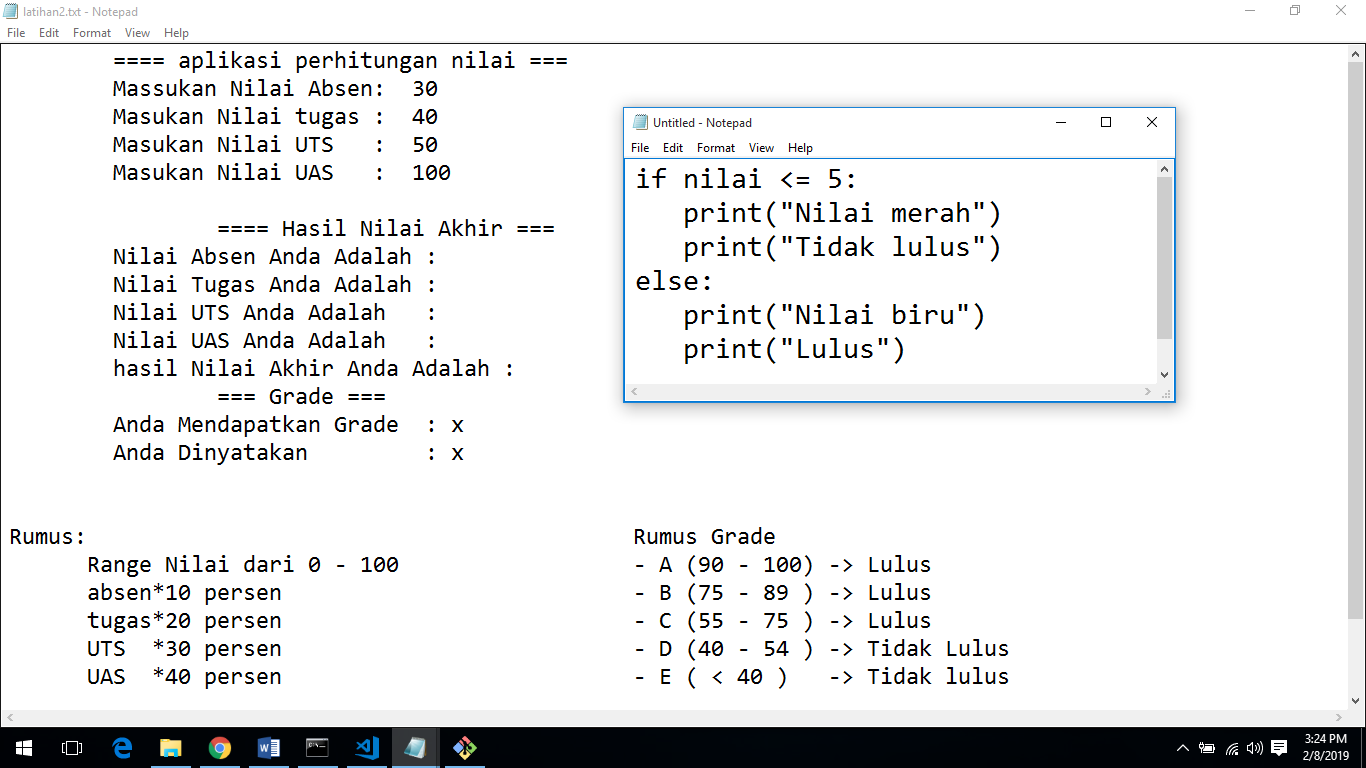 latihan2.txt - Notepad
File Edit Format View Help
==== aplikasi perhitungan nilai ===
Massukan Nilai Absen: 30
Masukan Nilai tugas : 40
Masukan Nilai UTS : 50
Masukan Nilai UAS : 100
==== Hasil Nilai Akhir ===
Nilai Absen Anda Adalah :
Nilai Tugas Anda Adalah :
Nilai UTS Anda Adalah :
Nilai UAS Anda Adalah :
hasil Nilai Akhir Anda Adalah :
=== Grade ===
Anda Mendapatkan Grade : x
Anda Dinyatakan : x
Untitled - Notepad
File Edit Format View Help
if nilai <= 5:
   print("Nilai merah")
   print("Tidak lulus")
else:
   print("Nilai biru")
   print("Lulus")
Rumus:
Range Nilai dari 0 - 100
absen*10 persen
tugas*20 persen
UTS *30 persen
UAS *40 persen
Rumus Grade
- A (90 - 100) -> Lulus
- B (75 - 89 ) -> Lulus
- C (55 - 75 ) -> Lulus
- D (40 - 54 ) -> Tidak Lulus
- E ( < 40 ) -> Tidak lulus
3:24 PM
2/8/2019